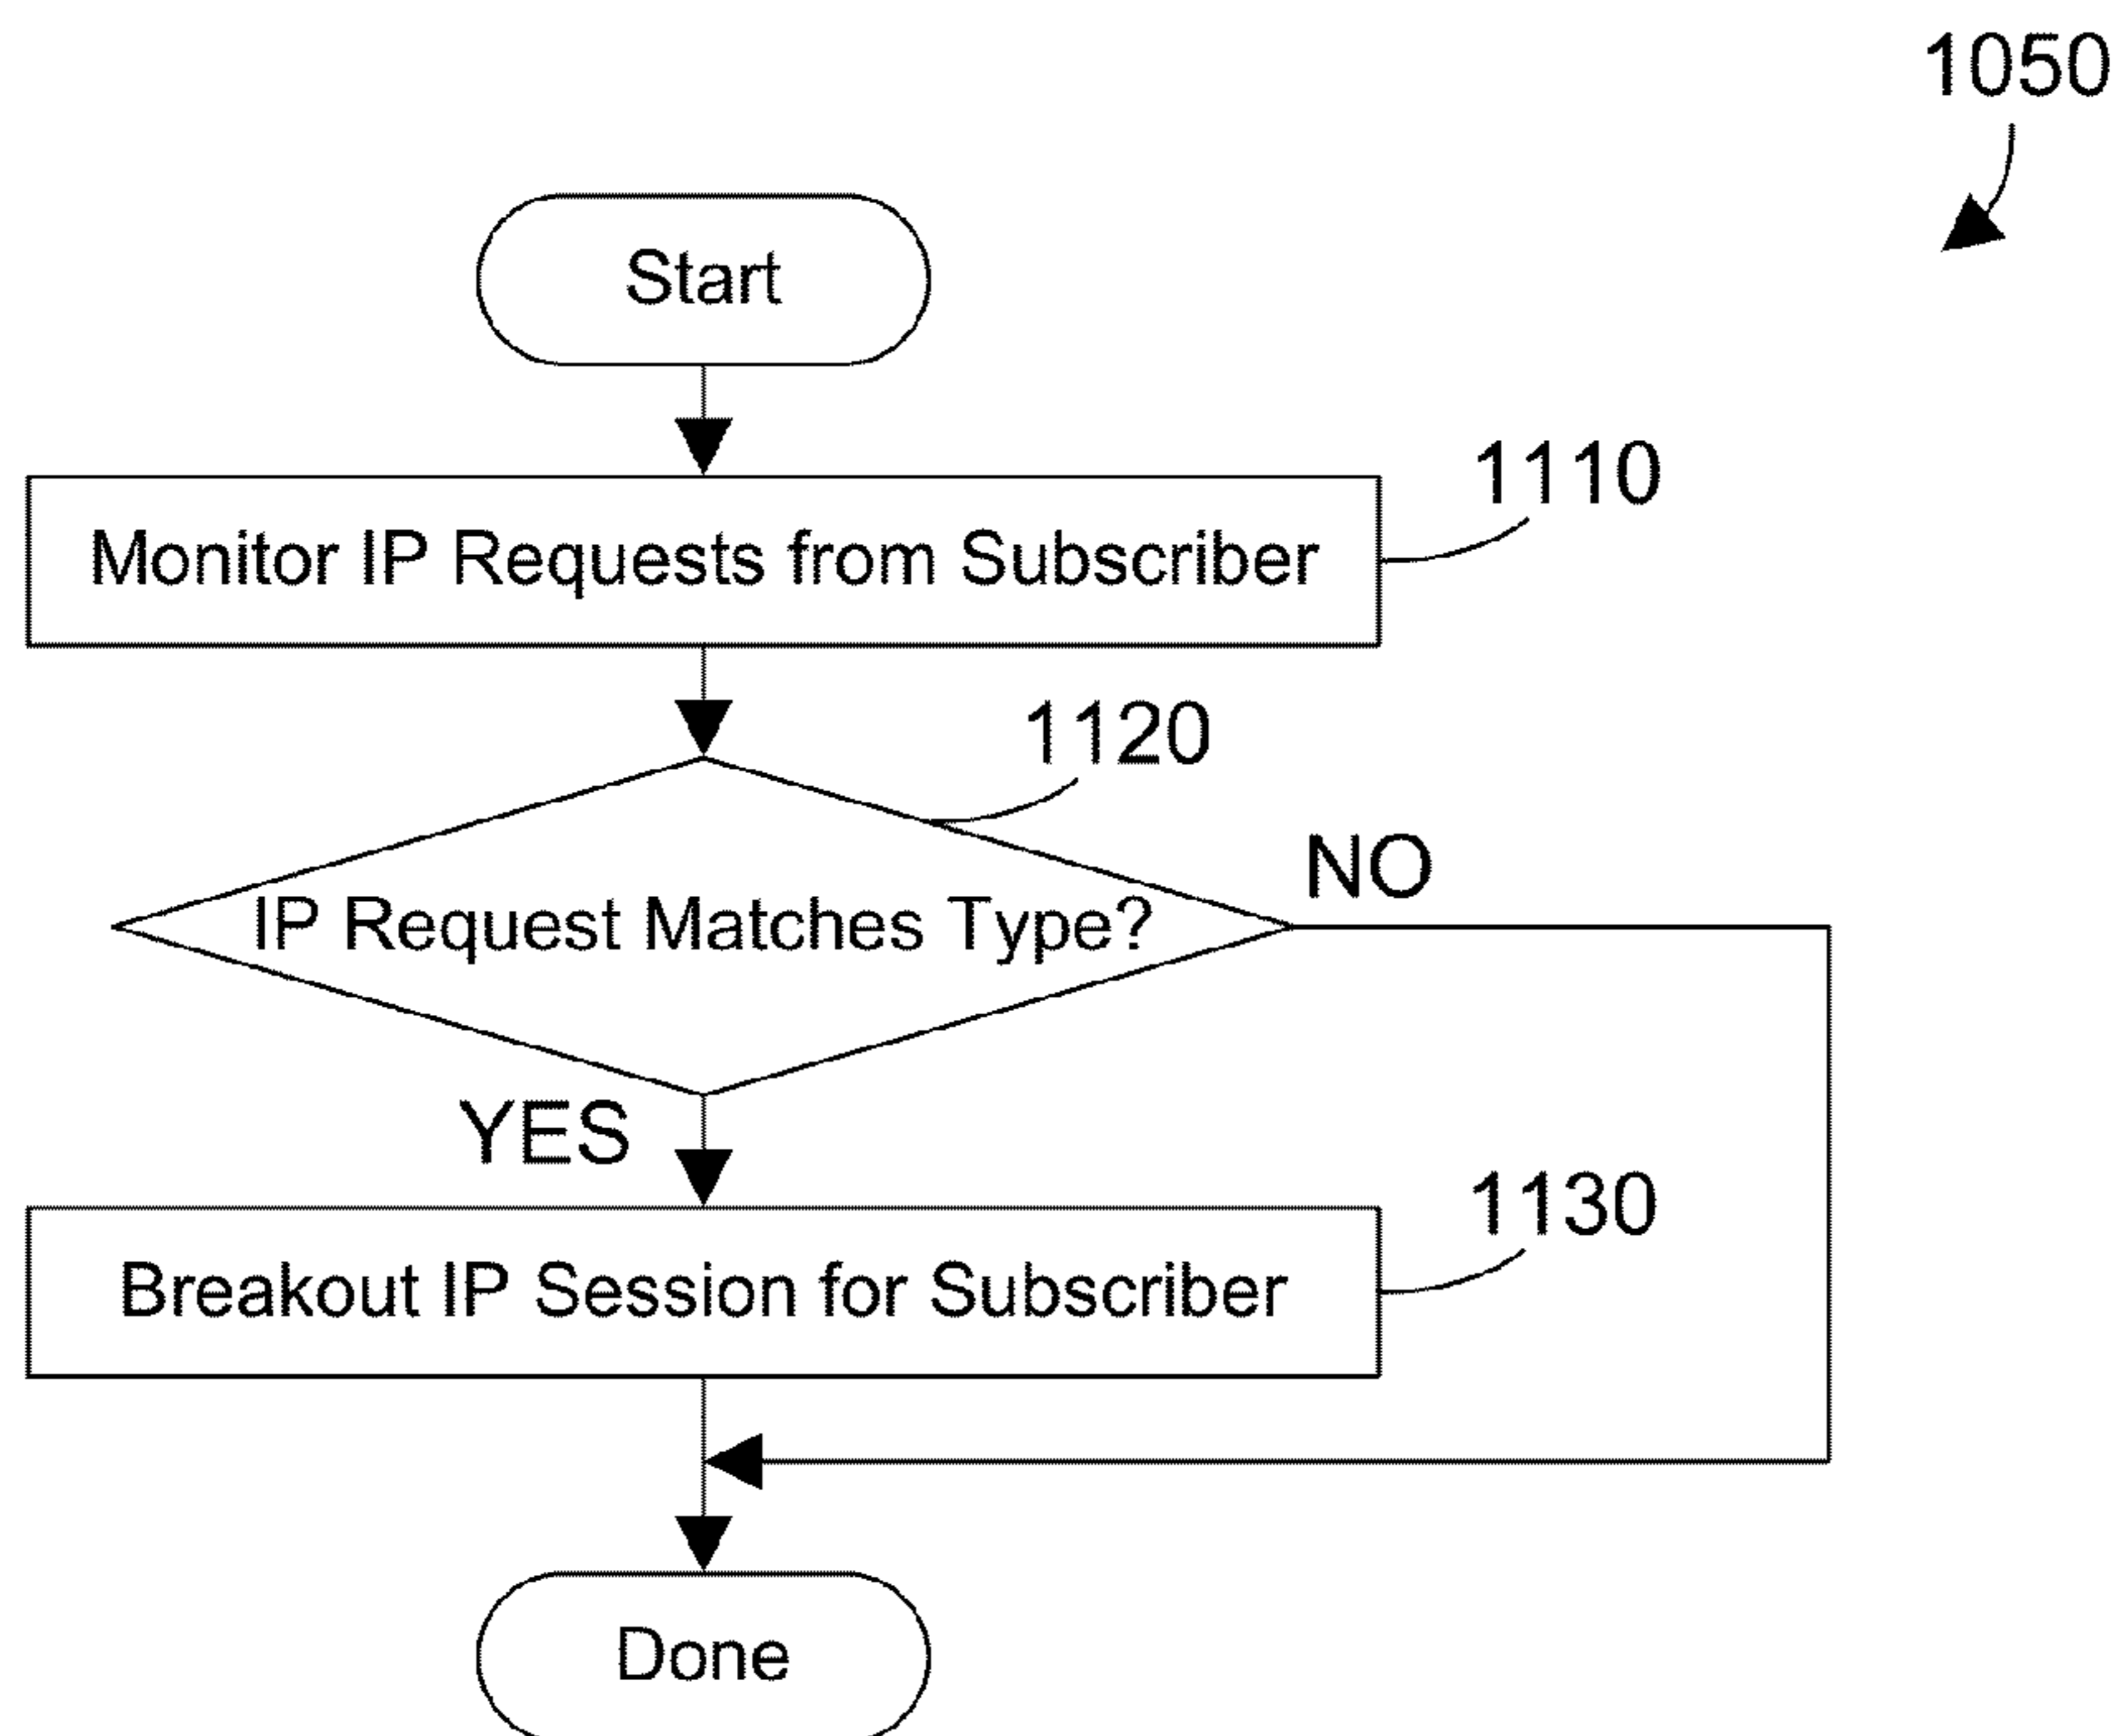 1050
Start
1110
Monitor IP Requests from Subscriber
1120
NO
IP Request Matches Type?
YES
1130
Breakout IP Session for Subscriber
Done